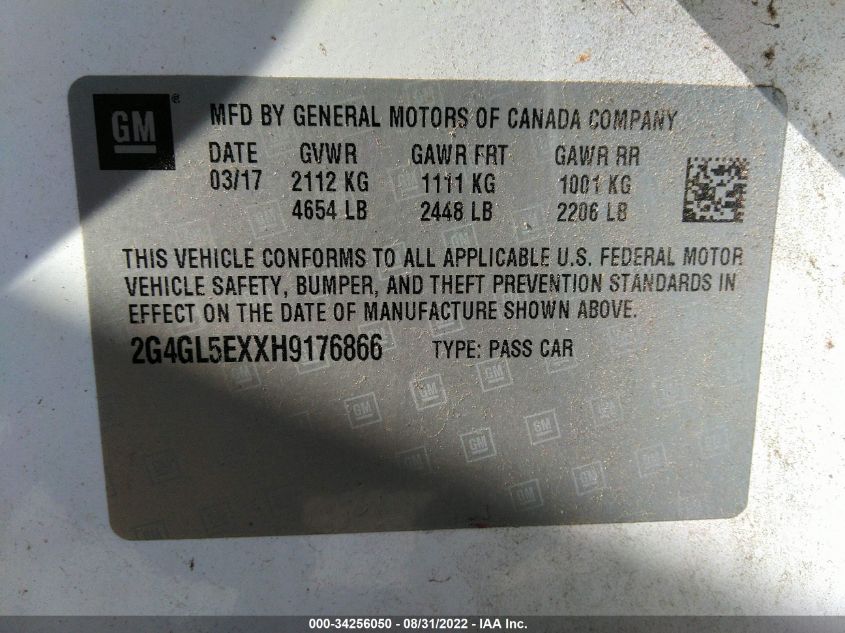 GM ®
MFD BY GENERAL MOTORS OF CANADA COMPANY
DATE GVWR GAWR FRT GAWR RR
03/17 2112 KG 1111 KG 1001 KG
4654 LB 2448 LB 2206 LB
THIS VEHICLE CONFORMS TO ALL APPLICABLE U.S. FEDERAL MOTOR
VEHICLE SAFETY, BUMPER, AND THEFT PREVENTION STANDARDS IN
EFFECT ON THE DATE OF MANUFACTURE SHOWN ABOVE.
2G4GL5EXXH9176866 TYPE: PASS CAR
000-34256050 - 08/31/2022 - IAA Inc.